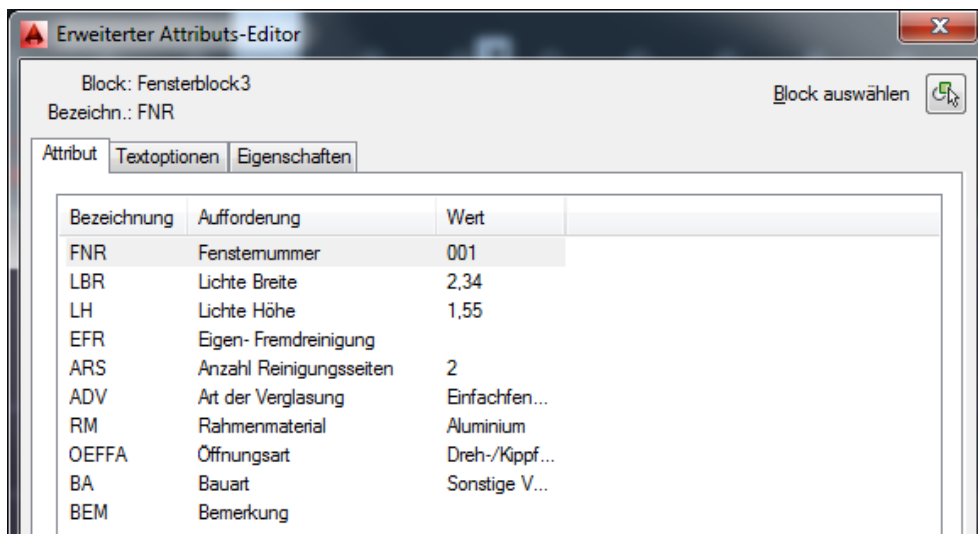 Erweiterter Attributs-Editor
Block: Fensterblock3
Bezeichn.: FNR
Block auswählen
Attribut Textoptionen Eigenschaften
Bezeichnung Aufforderung Wert
FNR Fensternummer 001
LBR Lichte Breite 2,34
LH Lichte Höhe 1,55
EFR Eigen- Fremdreinigung
ARS Anzahl Reinigungsseiten 2
ADV Art der Verglasung Einfachfen...
RM Rahmenmaterial Aluminium
OEFFA Öffnungsart Dreh-/Kippf...
BA Bauart Sonstige V...
BEM Bemerkung